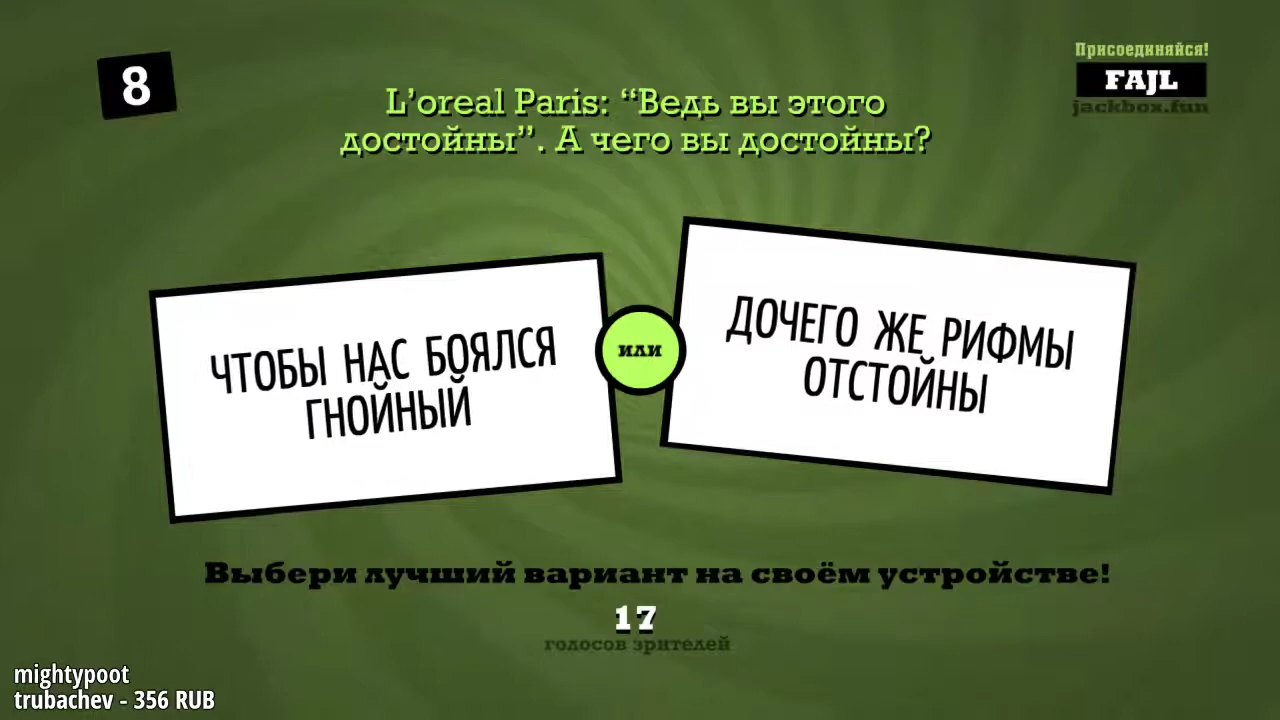 8
Присоединяйся!
FAJL
jackbox.fun
L’oreal Paris: “Ведь вы этого
достойны”. А чего вы достойны?
ЧТОБЫ НАС БОЯЛСЯ
ГНОЙНЫЙ
или
ДОЧЕГО ЖЕ РИФМЫ
ОТСТОЙНЫ
Выбери лучший вариант на своём устройстве!
17
голосов зрителей
mightypoot
trubachev - 356 RUB